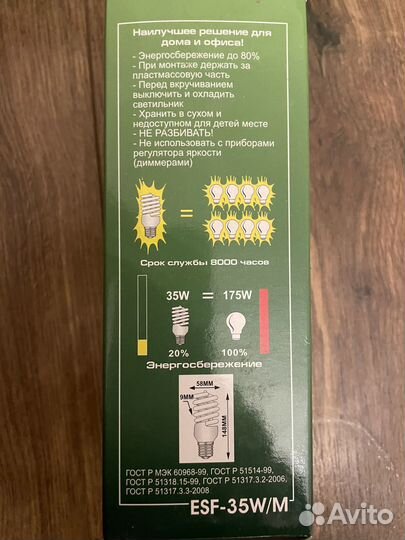 Наилучшее решение для
дома и офиса!
- Энергосбережение до 80%
- При монтаже держать за
пластмассовую часть
- Перед вкручиванием
выключить и охладить
светильник
- Хранить в сухом и
недоступном для детей месте
- НЕ РАЗБИВАТЬ!
- Не использовать с приборами
регулятора яркости
(диммерами)
=
Срок службы 8000 часов
35W = 175W
20% 100%
Энергосбережение
58ММ
9ММ
148ММ
ГОСТ Р МЭК 60968-99, ГОСТ Р 51514-99,
ГОСТ Р 51318.15-99, ГОСТ Р 51317.3.2-2006,
ГОСТ Р 51317.3.3-2008
ESF-35W/M
Avito